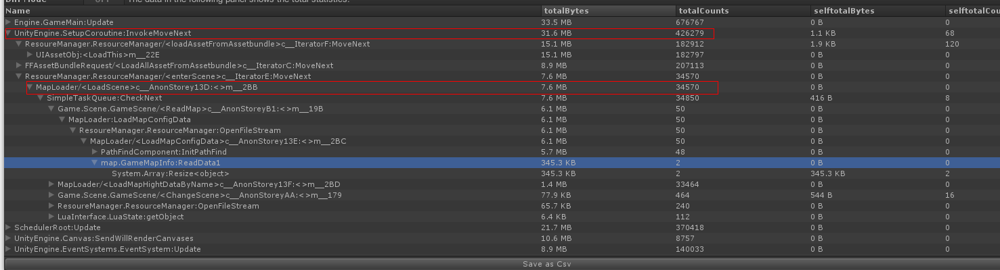 The data in the following panel shows the total statistics.
Name totalBytes totalCounts selftotalBytes selftotalCou
Engine.GameMain:Update 33.5 MB 676767 0 B 0
UnityEngine.SetupCoroutine:InvokeMoveNext 31.6 MB 426279 1.1 KB 68
ResoureManager.ResourceManager/<loadAssetFromAssetbundle>c__IteratorF:MoveNext 15.1 MB 182912 1.9 KB 120
UIAssetObj:<LoadThis>m__22E 15.1 MB 182797 0 B 0
FFAssetBundleRequest/<LoadAllAssetFromAssetbundle>c__IteratorC:MoveNext 8.9 MB 207113 0 B 0
ResoureManager.ResourceManager/<enterScene>c__IteratorE:MoveNext 7.6 MB 34570 0 B 0
MapLoader/<LoadScene>c__AnonStorey13D:<>m__2BB 7.6 MB 34570 0 B 0
SimpleTaskQueue:CheckNext 7.6 MB 34850 416 B 8
Game.Scene.GameScene/<ReadMap>c__AnonStoreyB1:<>m__19B 6.1 MB 50 0 B 0
MapLoader:LoadMapConfigData 6.1 MB 50 0 B 0
ResoureManager.ResourceManager:OpenFileStream 6.1 MB 50 0 B 0
MapLoader/<LoadMapConfigData>c__AnonStorey13E:<>m__2BC 6.1 MB 50 0 B 0
PathFindComponent:InitPathFind 5.7 MB 48 0 B 0
map.GameMapInfo:ReadData1 345.3 KB 2 0 B 0
System.Array:Resize<object> 345.3 KB 2 345.3 KB 2
MapLoader/<LoadMapHightDataByName>c__AnonStorey13F:<>m__2BD 1.4 MB 33464 0 B 0
Game.Scene.GameScene/<ChangeScene>c__AnonStoreyAA:<>m__179 77.9 KB 464 544 B 16
ResoureManager.ResourceManager:OpenFileStream 65.7 KB 240 0 B 0
LuaInterface.LuaState:getObject 6.4 KB 112 0 B 0
SchedulerRoot:Update 21.7 MB 370418 0 B 0
UnityEngine.Canvas:SendWillRenderCanvases 10.6 MB 8757 0 B 0
UnityEngine.EventSystems.EventSystem:Update 8.9 MB 140033 0 B 0
Save as Csv